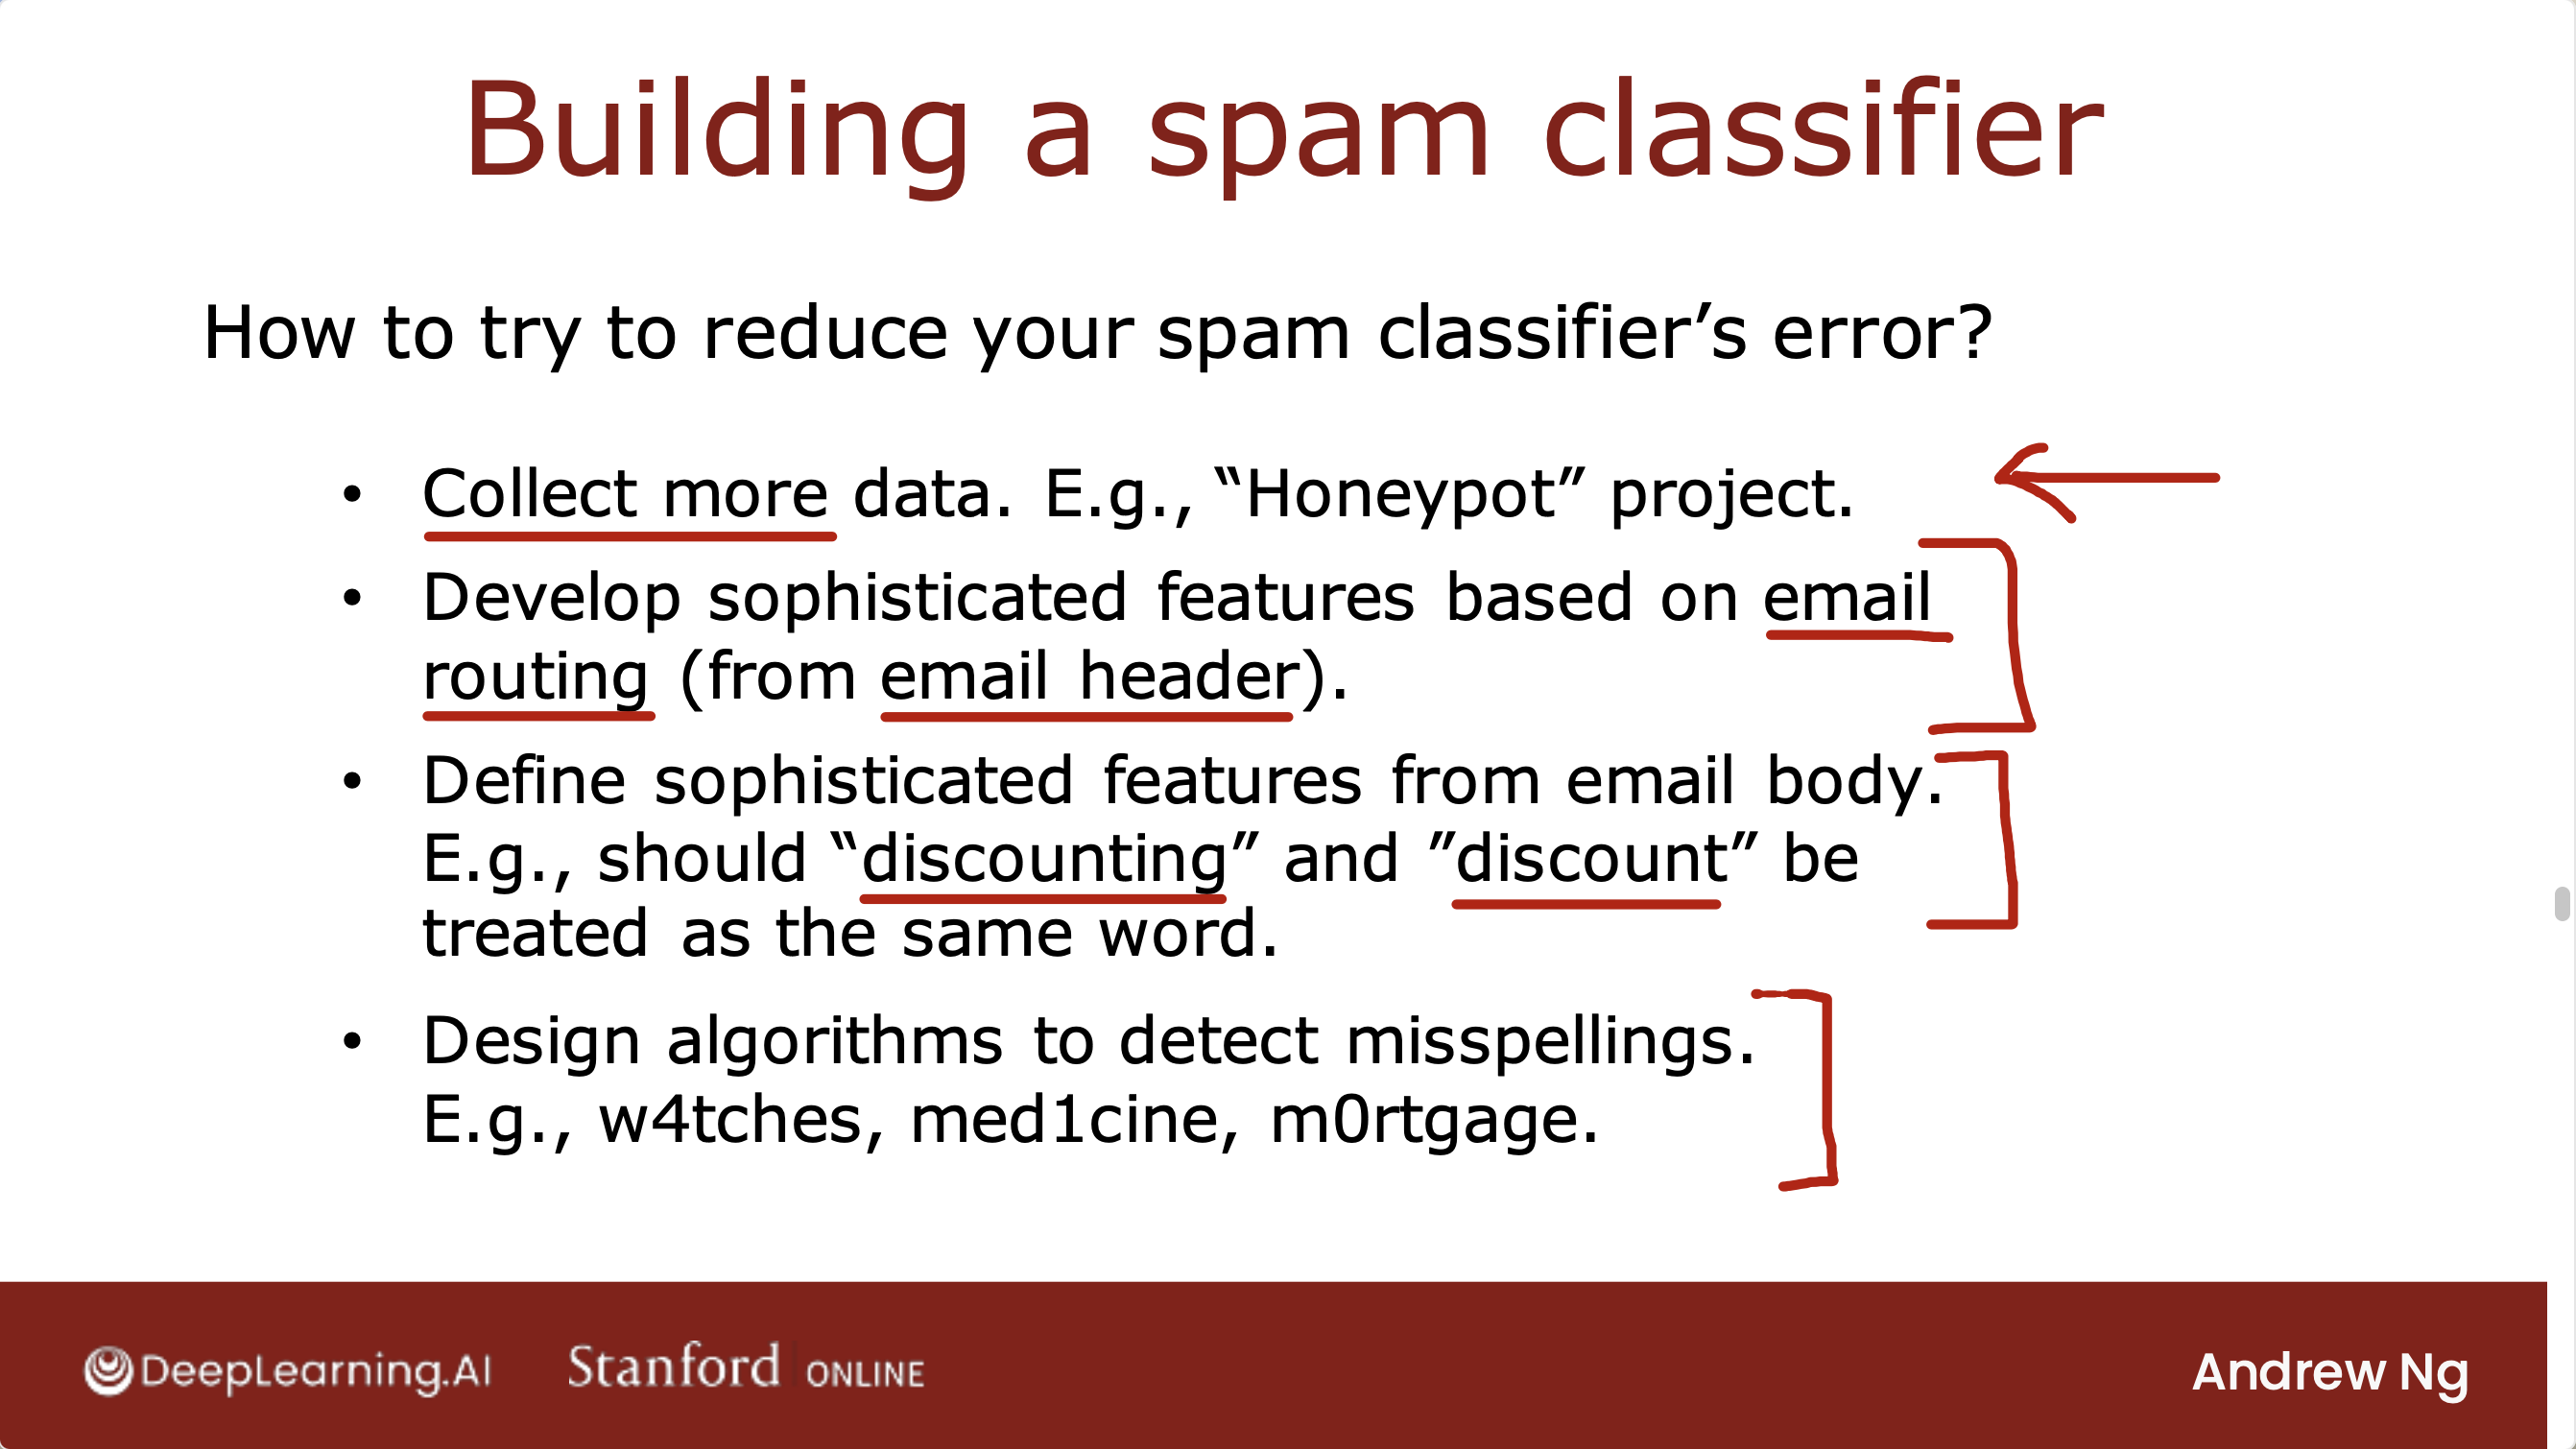 Building a spam classifier
How to try to reduce your spam classifier’s error?
• Collect more data. E.g., “Honeypot” project.
• Develop sophisticated features based on email
routing (from email header).
• Define sophisticated features from email body.
E.g., should “discounting” and ”discount” be
treated as the same word.
• Design algorithms to detect misspellings.
E.g., w4tches, med1cine, m0rtgage.
DeepLearning.AI Stanford ONLINE Andrew Ng